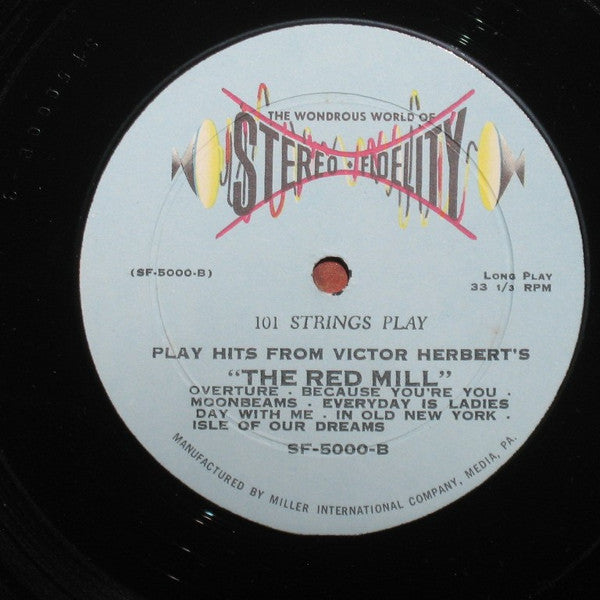 THE WONDROUS WORLD OF
STEREO-FIDELITY
(SF-5000-B)
LONG PLAY
33 1/3 RPM
101 STRINGS PLAY
PLAY HITS FROM VICTOR HERBERT'S
"THE RED MILL"
OVERTURE · BECAUSE YOU'RE YOU ·
MOONBEAMS · EVERYDAY IS LADIES
DAY WITH ME · IN OLD NEW YORK ·
ISLE OF OUR DREAMS
SF-5000-B
MANUFACTURED BY MILLER INTERNATIONAL COMPANY, MEDIA, PA.